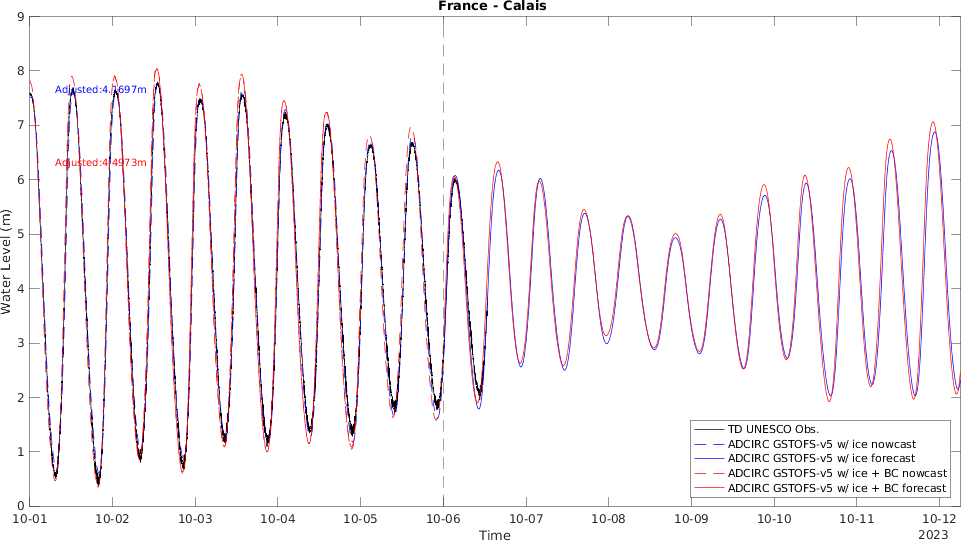 France - Calais
9
8
7
6
5
4
3
2
1
0
Water Level (m)
Adjusted:4.7697m
Adjusted:4.4973m
TD UNESCO Obs.
ADCIRC GSTOFS-v5 w/ ice nowcast
ADCIRC GSTOFS-v5 w/ ice forecast
ADCIRC GSTOFS-v5 w/ ice + BC nowcast
ADCIRC GSTOFS-v5 w/ ice + BC forecast
10-01 10-02 10-03 10-04 10-05 10-06 10-07 10-08 10-09 10-10 10-11 10-12
Time
2023